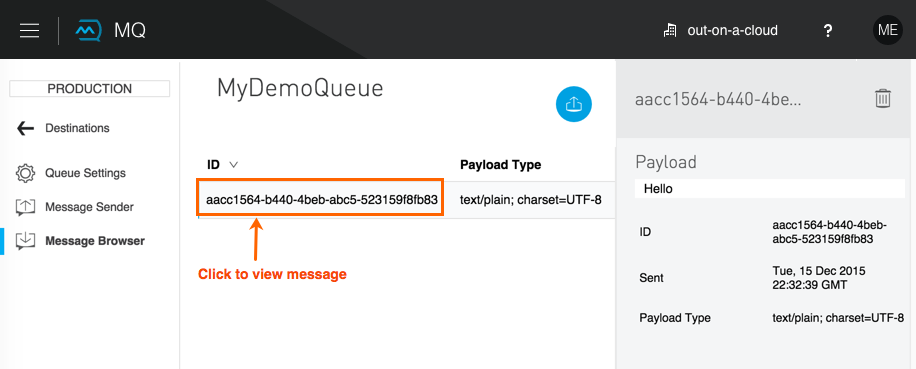 MQ
out-on-a-cloud
?
ME
PRODUCTION
Destinations
Queue Settings
Message Sender
Message Browser
MyDemoQueue
ID
Payload Type
aacc1564-b440-4beb-abc5-523159f8fb83
text/plain; charset=UTF-8
Click to view message
aacc1564-b440-4be...
Payload
Hello
ID
aacc1564-b440-4beb-
abc5-523159f8fb83
Sent
Tue, 15 Dec 2015
22:32:39 GMT
Payload Type
text/plain; charset=UTF-8